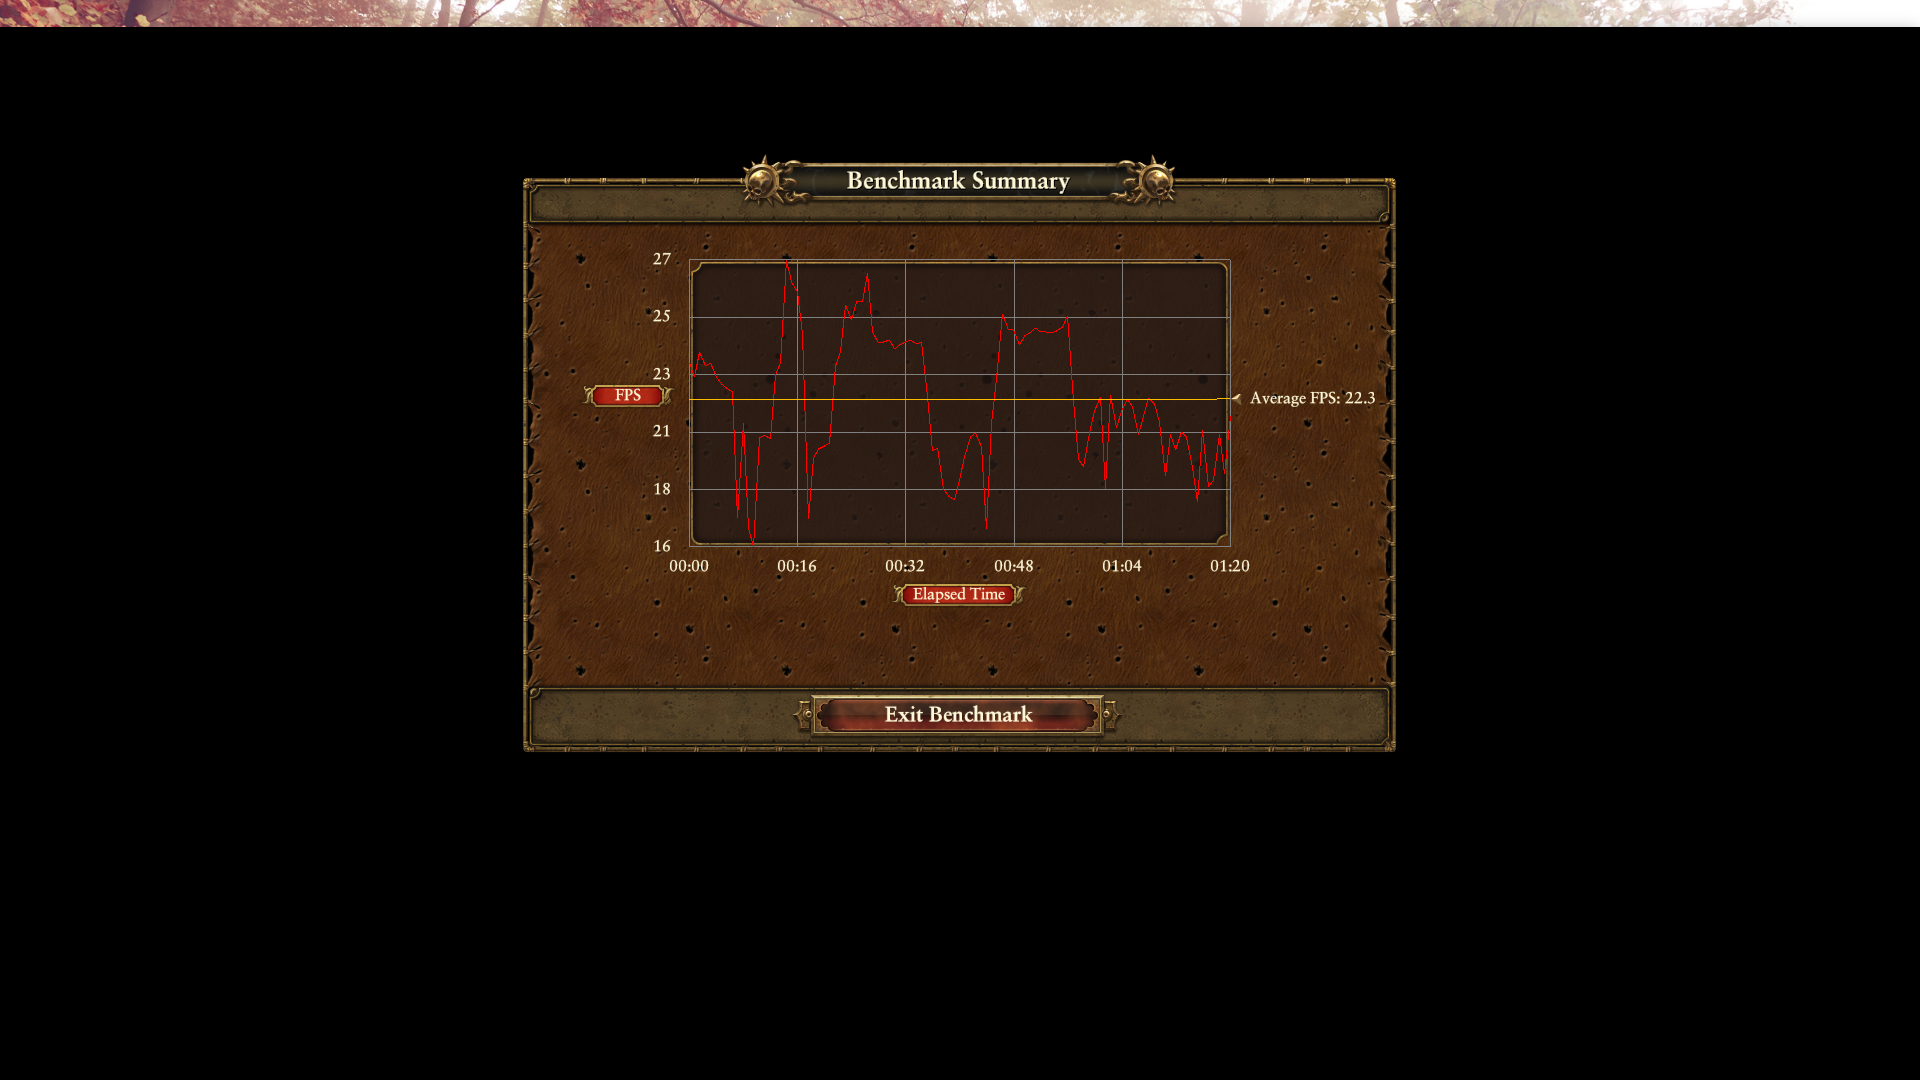 Benchmark Summary
27
25
23
FPS
Average FPS: 22.3
21
18
16
00:00 00:16 00:32 00:48 01:04 01:20
Elapsed Time
Exit Benchmark